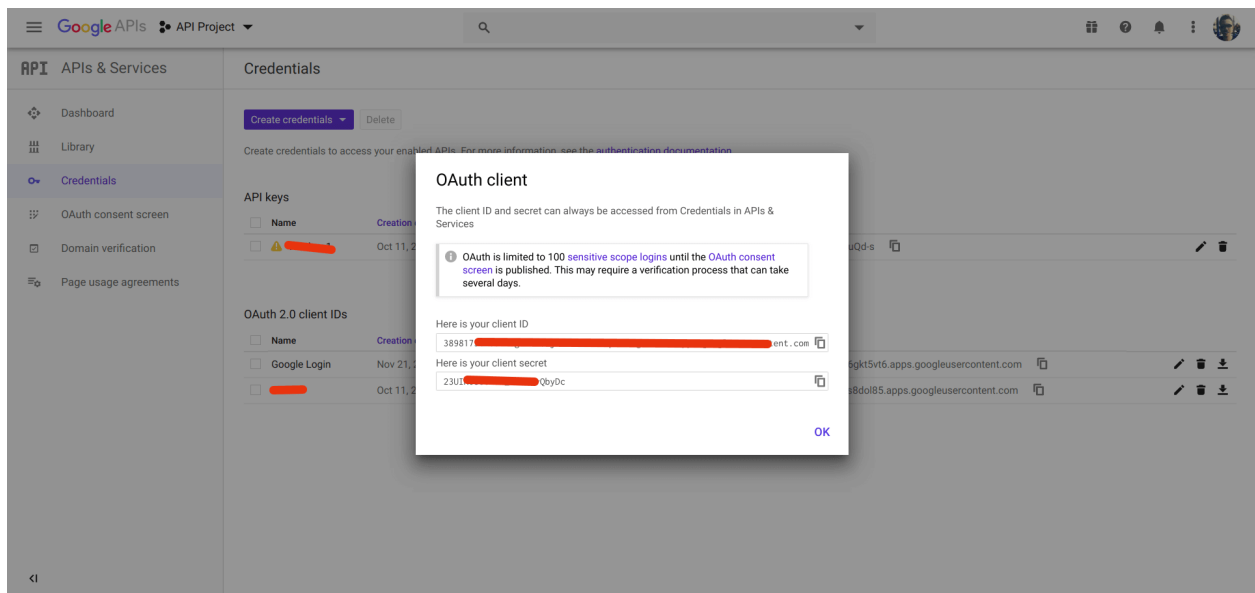 Google APIs API Project
API APIs & Services
Credentials
Dashboard
Library
Credentials
OAuth consent screen
Domain verification
Page usage agreements
Create credentials Delete
Create credentials to access your enabled APIs. For more information, see the authentication documentation.
API keys
Name Creation
Oct 11, 2 uQd-s
OAuth 2.0 client IDs
Name Creation
Google Login Nov 21, 6gkt5vt6.apps.googleusercontent.com
Oct 11, 2 s8dol85.apps.googleusercontent.com
OAuth client
The client ID and secret can always be accessed from Credentials in APIs &
Services
OAuth is limited to 100 sensitive scope logins until the OAuth consent
screen is published. This may require a verification process that can take
several days.
Here is your client ID
389817 ent.com
Here is your client secret
23UI QbyDc
OK